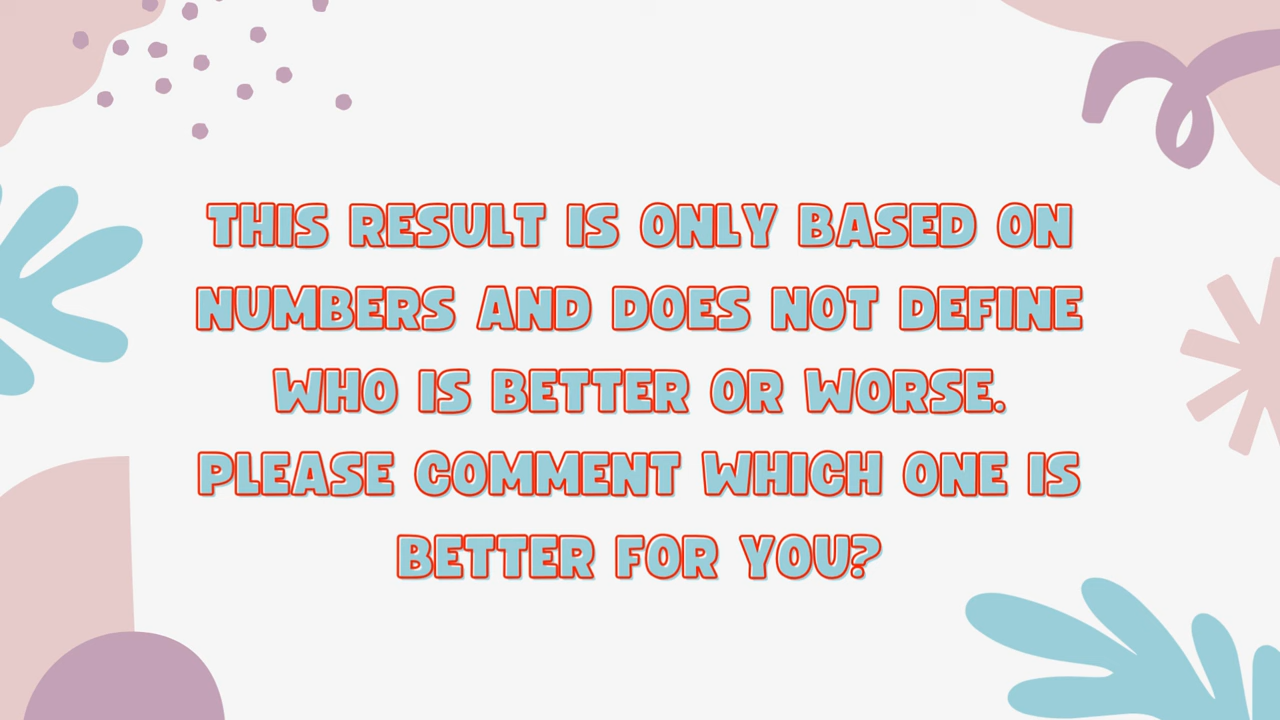 THIS RESULT IS ONLY BASED ON
NUMBERS AND DOES NOT DEFINE
WHO IS BETTER OR WORSE.
PLEASE COMMENT WHICH ONE IS
BETTER FOR YOU?